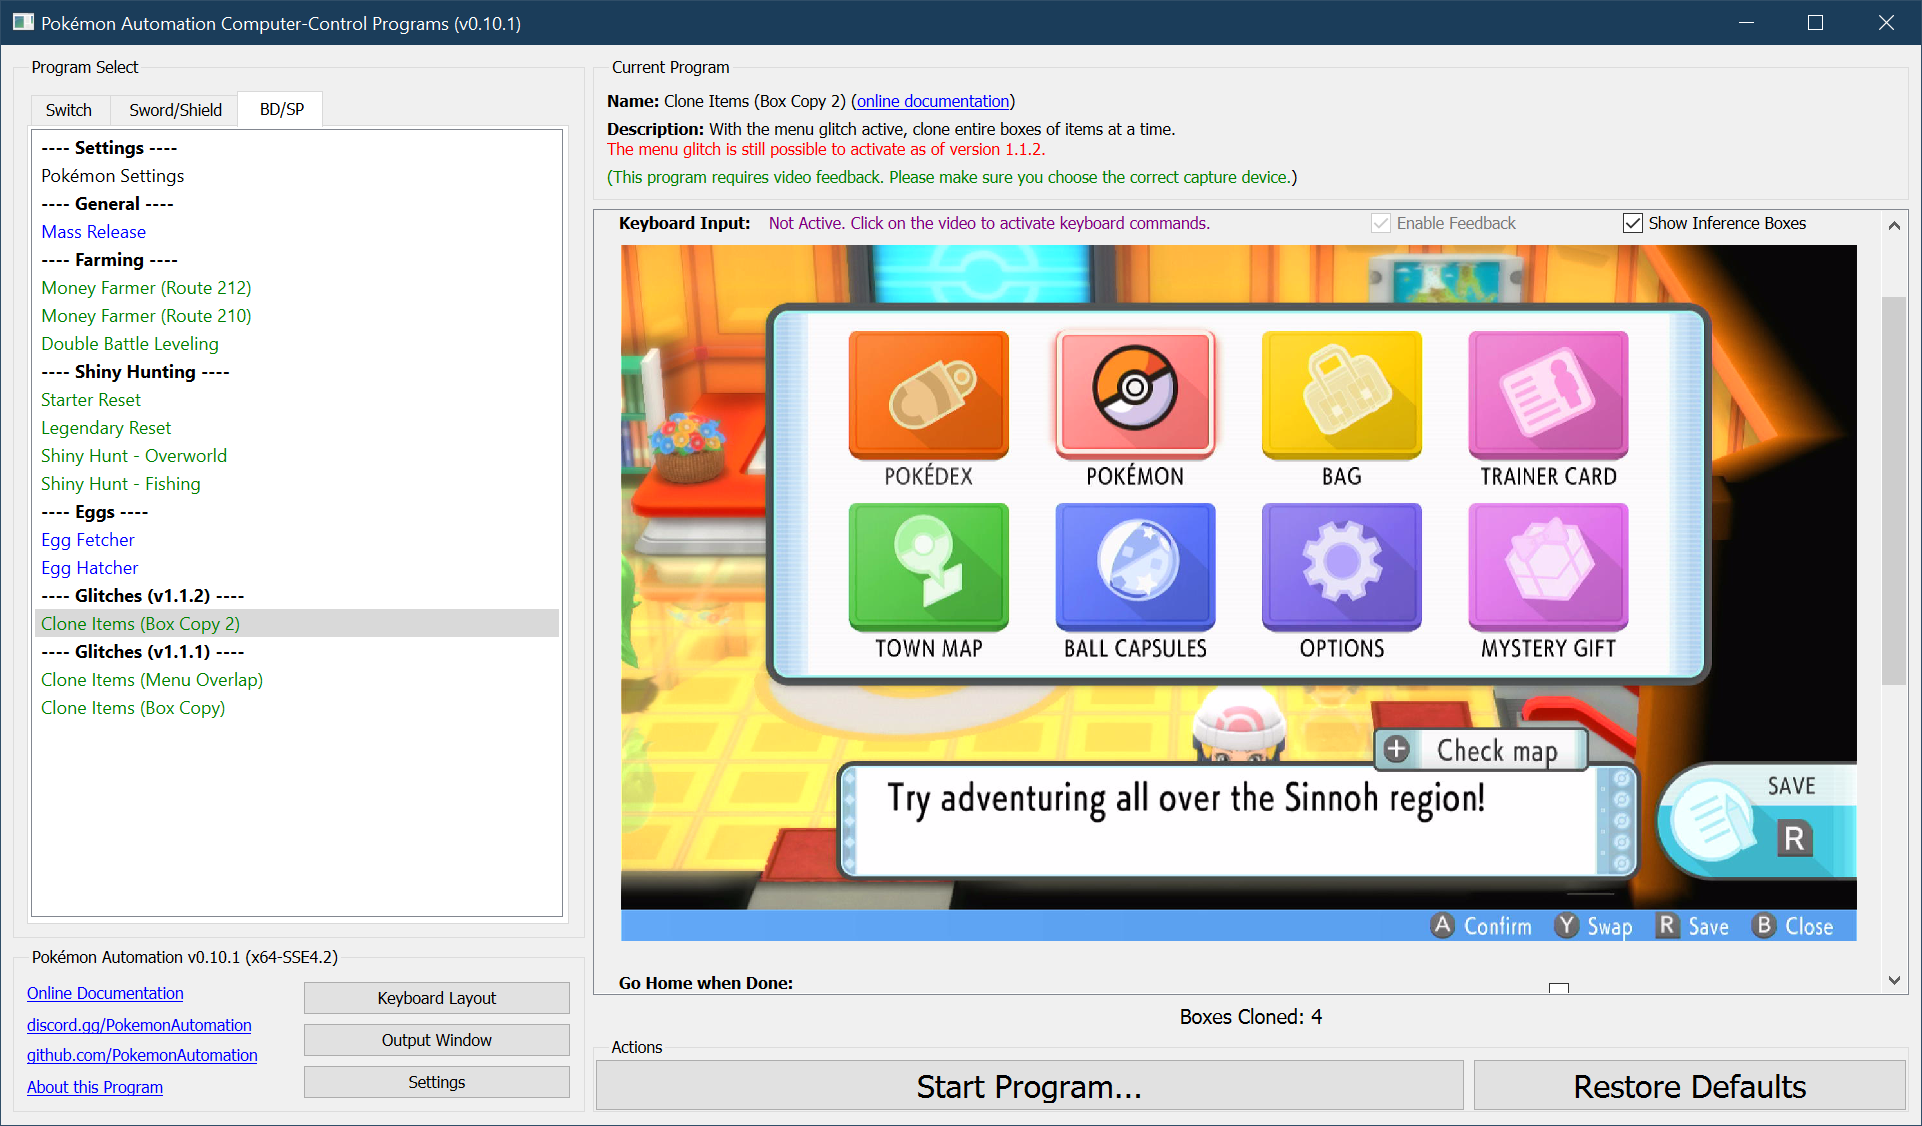 Pokémon Automation Computer-Control Programs (v0.10.1)
Program Select
Switch
Sword/Shield
BD/SP
---- Settings ----
Pokémon Settings
---- General ----
Mass Release
---- Farming ----
Money Farmer (Route 212)
Money Farmer (Route 210)
Double Battle Leveling
---- Shiny Hunting ----
Starter Reset
Legendary Reset
Shiny Hunt - Overworld
Shiny Hunt - Fishing
---- Eggs ----
Egg Fetcher
Egg Hatcher
---- Glitches (v1.1.2) ----
Clone Items (Box Copy 2)
---- Glitches (v1.1.1) ----
Clone Items (Menu Overlap)
Clone Items (Box Copy)
Pokémon Automation v0.10.1 (x64-SSE4.2)
Online Documentation
discord.gg/PokemonAutomation
github.com/PokemonAutomation
About this Program
Keyboard Layout
Output Window
Settings
Current Program
Name: Clone Items (Box Copy 2) (online documentation)
Description: With the menu glitch active, clone entire boxes of items at a time.
The menu glitch is still possible to activate as of version 1.1.2.
(This program requires video feedback. Please make sure you choose the correct capture device.)
Keyboard Input: Not Active. Click on the video to activate keyboard commands.
Enable Feedback
Show Inference Boxes
POKÉDEX
POKÉMON
BAG
TRAINER CARD
TOWN MAP
BALL CAPSULES
OPTIONS
MYSTERY GIFT
+ Check map
Try adventuring all over the Sinnoh region!
SAVE
R
A Confirm
Y Swap
R Save
B Close
Go Home when Done:
Boxes Cloned: 4
Actions
Start Program...
Restore Defaults